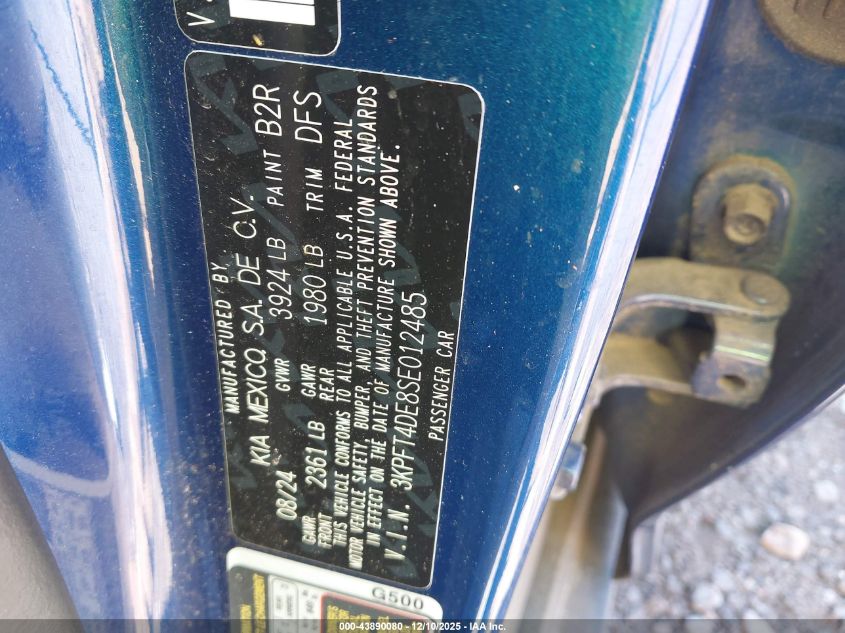 V.
MANUFACTURED BY
KIA MEXICO, S.A. DE C.V.
08/24 GVWR 3924 LB PAINT B2R
GAWR FRONT 2361 LB GAWR REAR 1980 LB TRIM DFS
THIS VEHICLE CONFORMS TO ALL APPLICABLE U.S.A. FEDERAL
MOTOR VEHICLE SAFETY, BUMPER, AND THEFT PREVENTION STANDARDS
IN EFFECT ON THE DATE OF MANUFACTURE SHOWN ABOVE.
V.I.N. 3KPFT4DE8SE012485
PASSENGER CAR
G500
000-43890080 - 12/10/2025 - IAA Inc.